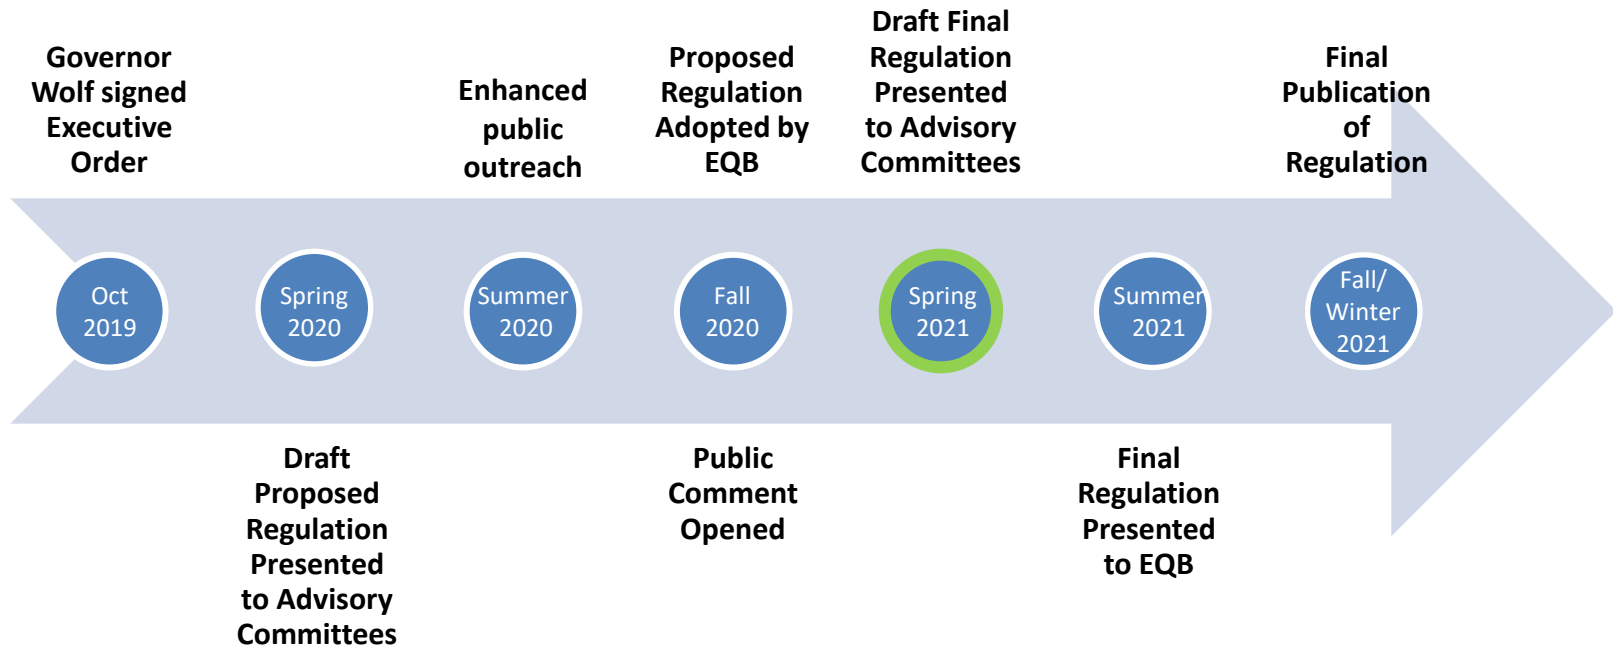 Governor
Wolf signed
Executive
Order
Enhanced
public
outreach
Proposed
Regulation
Adopted by
EQB
Draft Final
Regulation
Presented
to Advisory
Committees
Final
Publication
of
Regulation
Oct
2019
Spring
2020
Summer
2020
Fall
2020
Spring
2021
Summer
2021
Fall/
Winter
2021
Draft
Proposed
Regulation
Presented
to Advisory
Committees
Public
Comment
Opened
Final
Regulation
Presented
to EQB